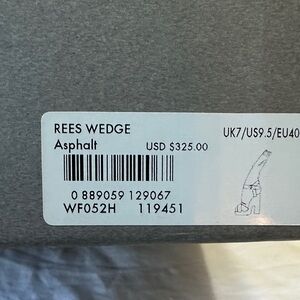 REES WEDGE
Asphalt USD $325.00
UK7/US9.5/EU40
0 889059 129067
WF052H 119451